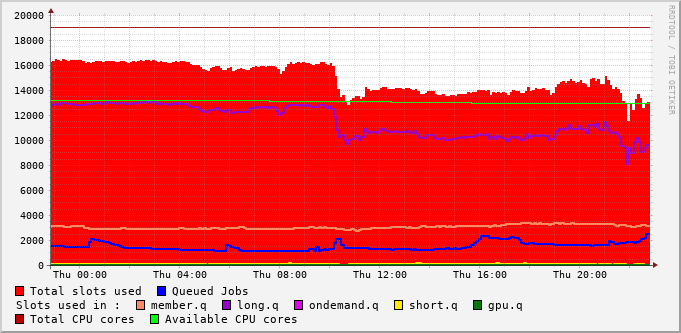 20000
18000
16000
14000
12000
10000
8000
6000
4000
2000
0
Thu 00:00 Thu 04:00 Thu 08:00 Thu 12:00 Thu 16:00 Thu 20:00
RRDTOOL / TOBI OETIKER
Total slots used Queued Jobs
Slots used in : member.q long.q ondemand.q short.q gpu.q
Total CPU cores Available CPU cores